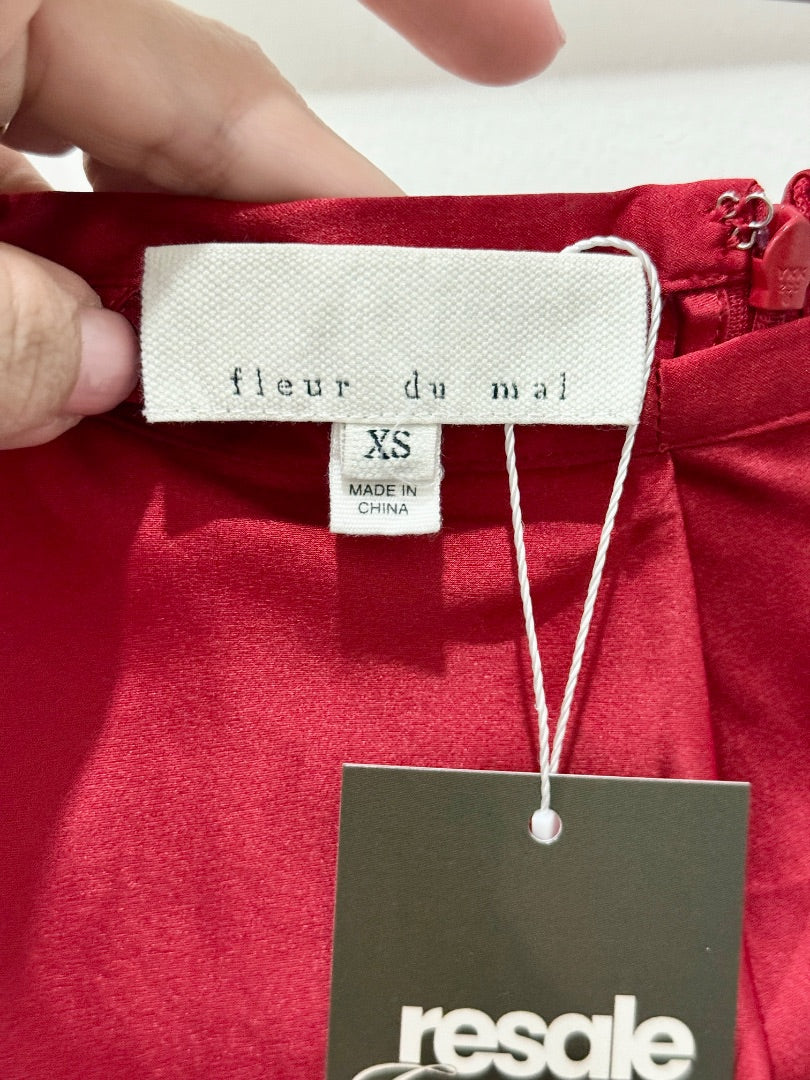 fleur du mal
XS
MADE IN
CHINA
resale